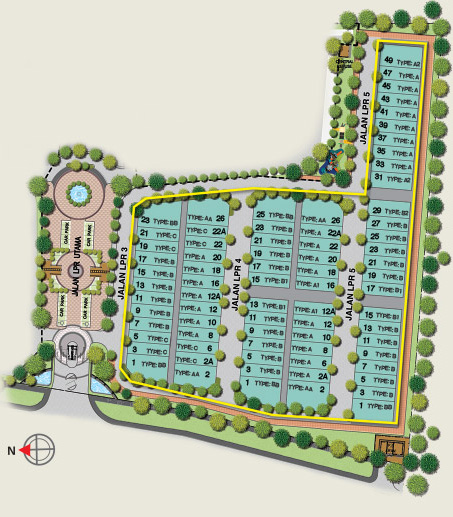 JALAN LPR 5
49 TYPE: A2
47 TYPE: A
45 TYPE: A
43 TYPE: A
41 TYPE: A
39 TYPE: A
37 TYPE: A
35 TYPE: A
33 TYPE: A
31 TYPE: A2
29 TYPE: B2
27 TYPE: B
25 TYPE: B
23 TYPE: B
21 TYPE: B
19 TYPE: B
17 TYPE: B1
15 TYPE: B1
13 TYPE: B
11 TYPE: B
9 TYPE: B
7 TYPE: B
5 TYPE: B
3 TYPE: B
1 TYPE: BB
JALAN LPR 5
TYPE: AA 26
TYPE: A 22A
TYPE: A 22
TYPE: A 20
TYPE: A 18
TYPE: A1 16
TYPE: A1 12A
TYPE: A 12
TYPE: A 10
TYPE: A 8
TYPE: A 6
TYPE: A 2A
TYPE: AA 2
25 TYPE: BB
23 TYPE: B
21 TYPE: B
19 TYPE: B
17 TYPE: B
15 TYPE: B1
13 TYPE: B1
11 TYPE: B
9 TYPE: B
7 TYPE: B
5 TYPE: B
3 TYPE: B
1 TYPE: BB
JALAN LPR 4
TYPE: AA 26
TYPE: C 22A
TYPE: C 22
TYPE: A 20
TYPE: A 18
TYPE: A 16
TYPE: A 12A
TYPE: A 12
TYPE: A 10
TYPE: A 8
TYPE: C 6
TYPE: C 2A
TYPE: AA 2
23 TYPE: BB
21 TYPE: C
19 TYPE: C
17 TYPE: B
15 TYPE: B
13 TYPE: B
11 TYPE: B
9 TYPE: B
7 TYPE: B
5 TYPE: C
3 TYPE: C
1 TYPE: BB
JALAN LPR 3
JALAN LPR UTAMA
CAR PARK
CAR PARK
CAR PARK
CAR PARK
N